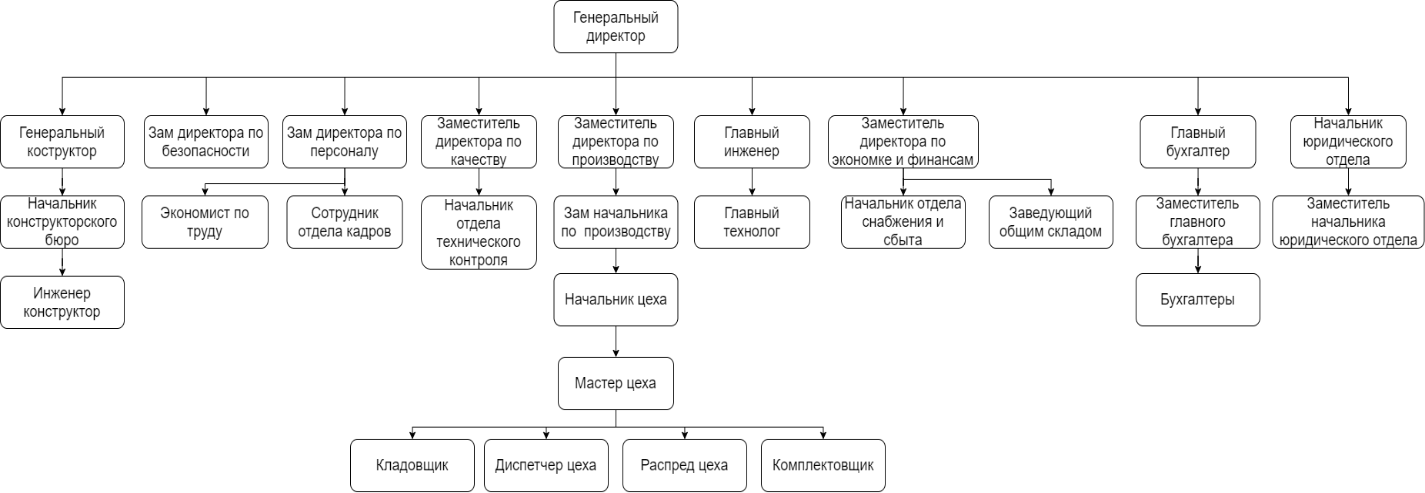 Генеральный
директор
Генеральный
коструктор
Зам директора по
безопасности
Зам директора по
персоналу
Заместитель
директора по
качеству
Заместитель
директора по
производству
Главный
инженер
Заместитель
директора по
экономке и финансам
Главный
бухгалтер
Начальник
юридического
отдела
Начальник
конструкторского
бюро
Экономист по
труду
Сотрудник
отдела кадров
Начальник
отдела
технического
контроля
Зам начальника
по производству
Главный
технолог
Начальник отдела
снабжения и
сбыта
Заведующий
общим складом
Заместитель
главного
бухгалтера
Заместитель
начальника
юридического отдела
Инженер
конструктор
Начальник цеха
Бухгалтеры
Мастер цеха
Кладовщик
Диспетчер цеха
Распред цеха
Комплектовщик